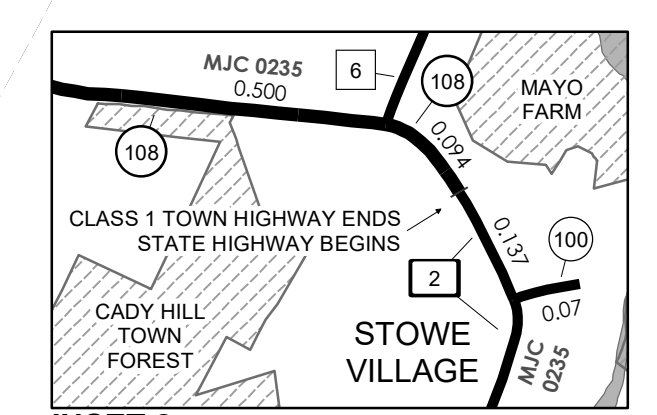 MJC 0235
0.500
6
108
MAYO
FARM
0.094
108
CLASS 1 TOWN HIGHWAY ENDS
STATE HIGHWAY BEGINS
0.137
100
2
0.07
CADY HILL
TOWN
FOREST
STOWE
VILLAGE
MJC
0235